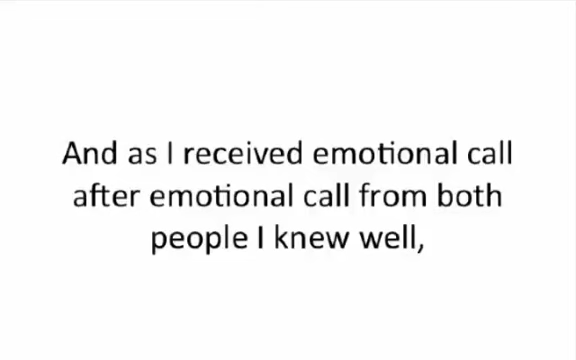 And as I received emotional call
after emotional call from both
people I knew well,